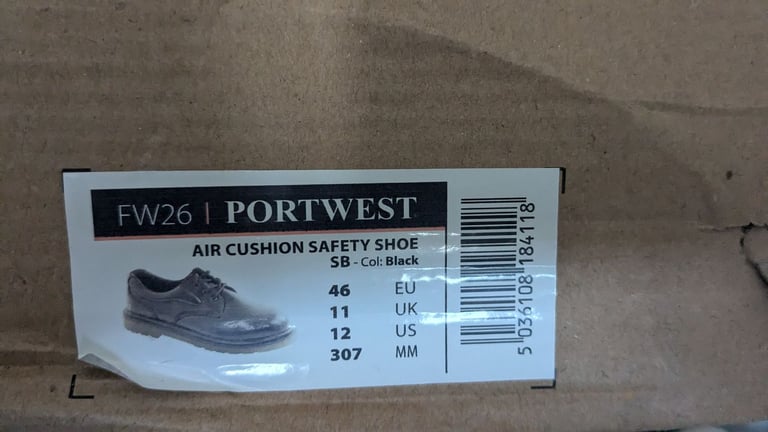 FW26 | PORTWEST
AIR CUSHION SAFETY SHOE
SB - Col: Black
46 EU
11 UK
12 US
307 MM
5 036108 184118